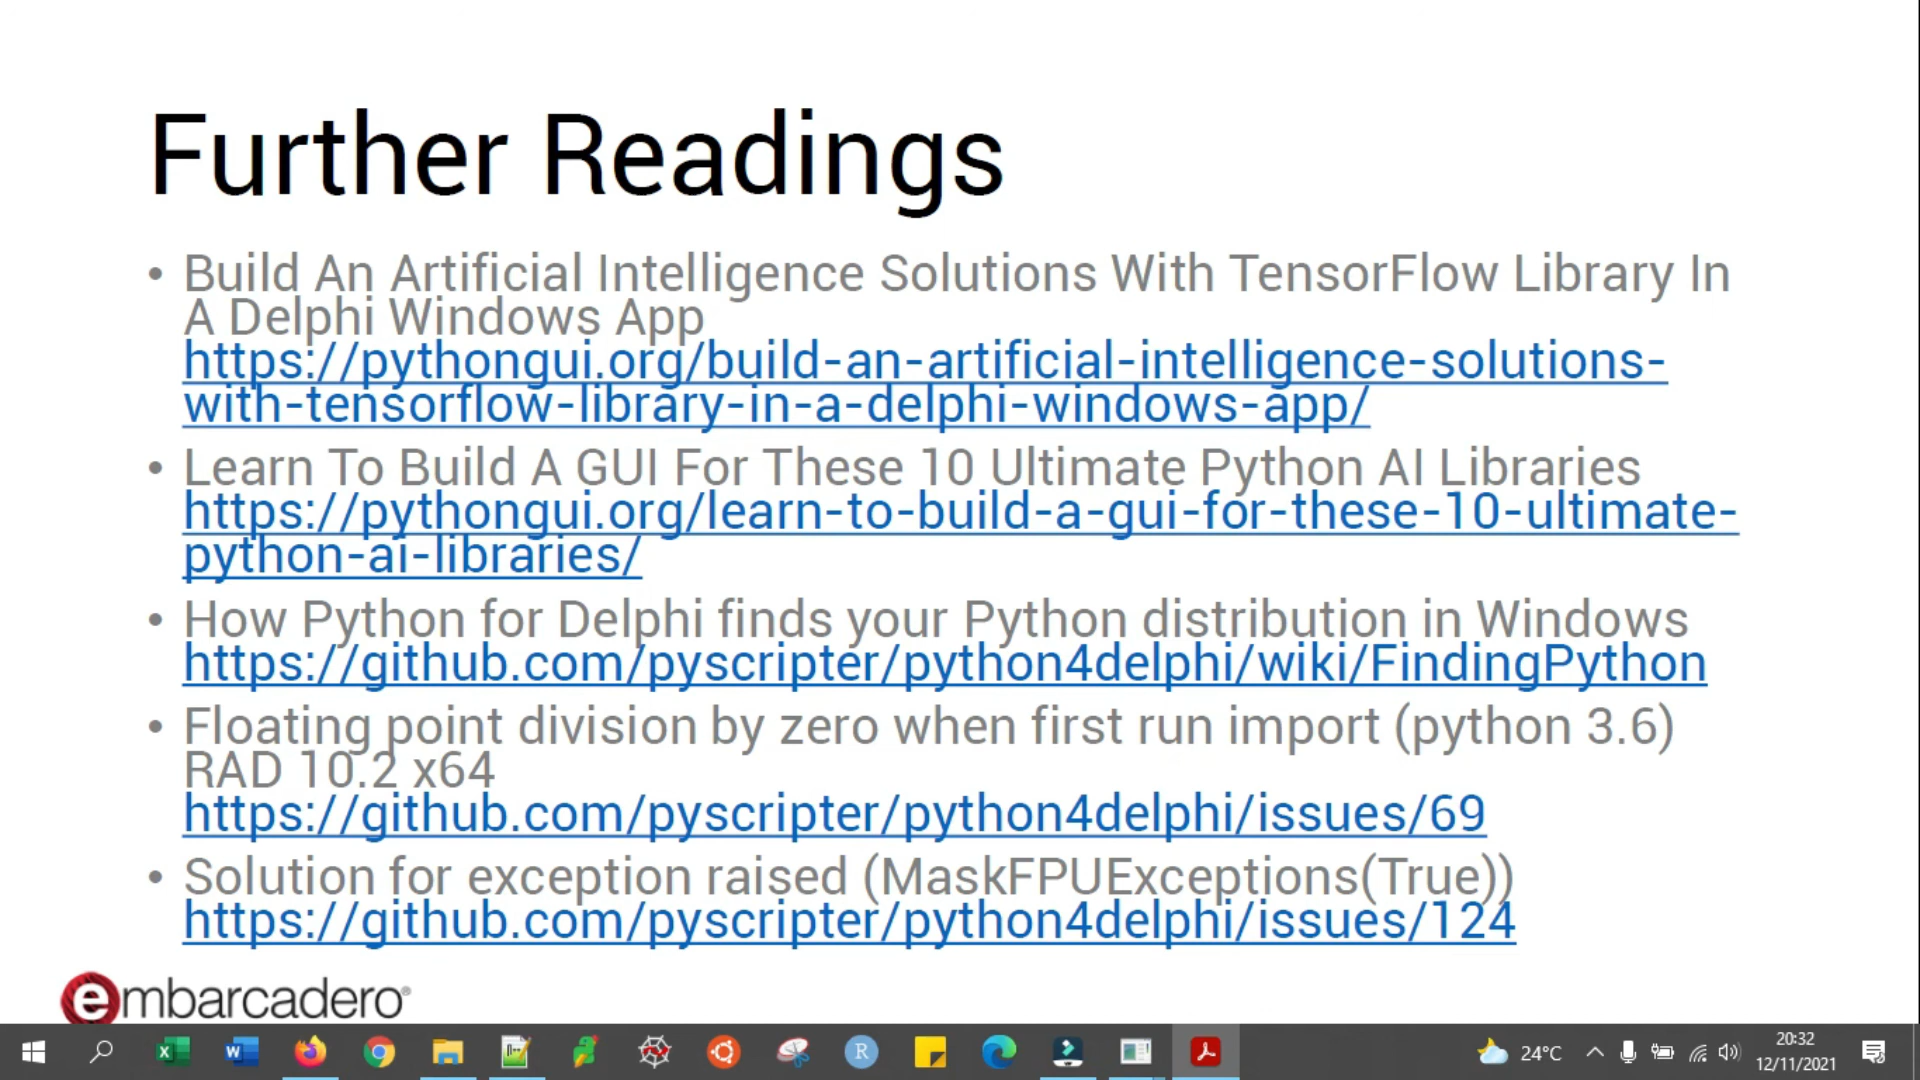 Further Readings
• Build An Artificial Intelligence Solutions With TensorFlow Library In
A Delphi Windows App
https://pythongui.org/build-an-artificial-intelligence-solutions-
with-tensorflow-library-in-a-delphi-windows-app/
• Learn To Build A GUI For These 10 Ultimate Python AI Libraries
https://pythongui.org/learn-to-build-a-gui-for-these-10-ultimate-
python-ai-libraries/
• How Python for Delphi finds your Python distribution in Windows
https://github.com/pyscripter/python4delphi/wiki/FindingPython
• Floating point division by zero when first run import (python 3.6)
RAD 10.2 x64
https://github.com/pyscripter/python4delphi/issues/69
• Solution for exception raised (MaskFPUExceptions(True))
https://github.com/pyscripter/python4delphi/issues/124
embarcadero®
24°C
20:32
12/11/2021